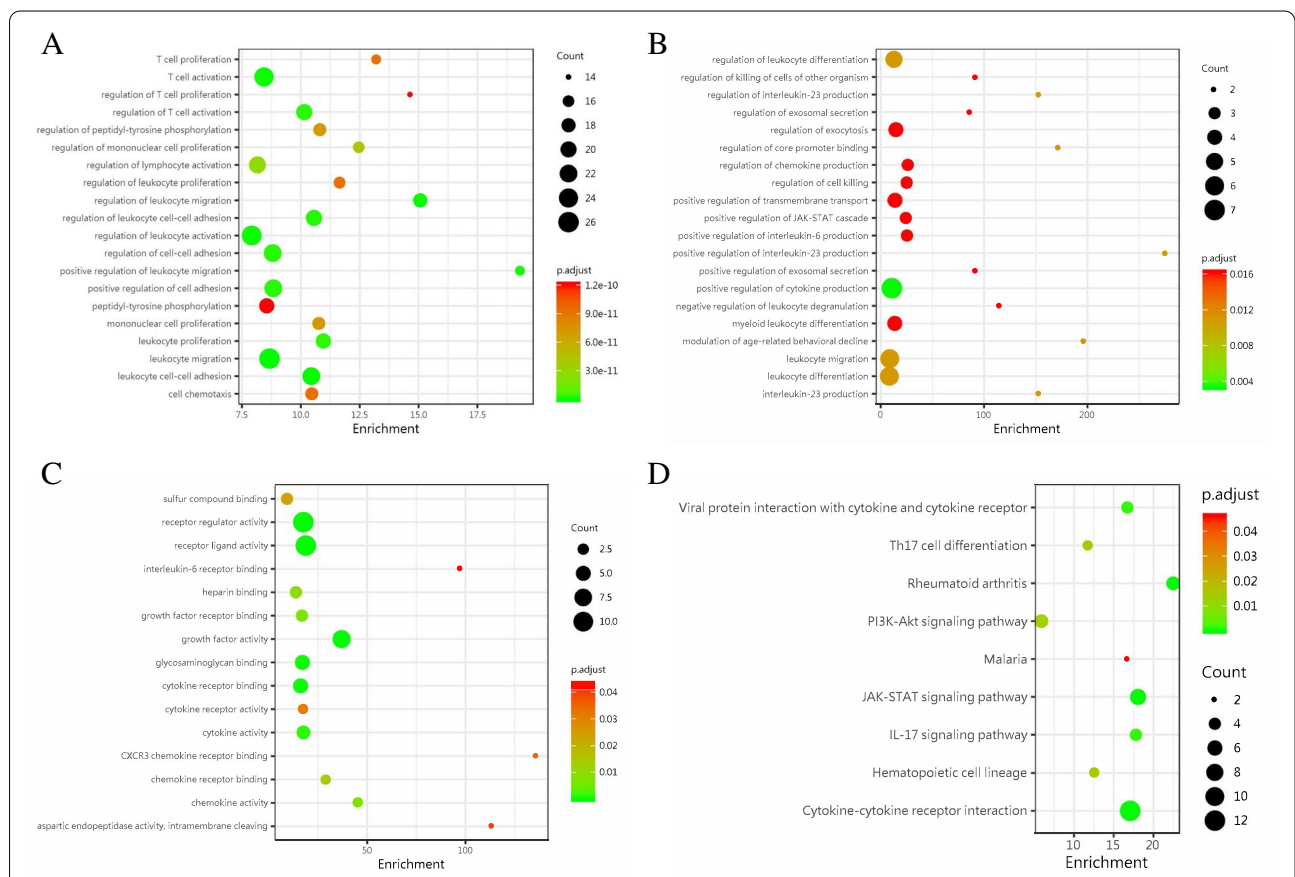 A
T cell proliferation
T cell activation
regulation of T cell proliferation
regulation of T cell activation
regulation of peptidyl-tyrosine phosphorylation
regulation of mononuclear cell proliferation
regulation of lymphocyte activation
regulation of leukocyte proliferation
regulation of leukocyte migration
regulation of leukocyte cell-cell adhesion
regulation of leukocyte activation
regulation of cell-cell adhesion
positive regulation of leukocyte migration
positive regulation of cell adhesion
peptidyl-tyrosine phosphorylation
mononuclear cell proliferation
leukocyte proliferation
leukocyte migration
leukocyte cell-cell adhesion
cell chemotaxis
7.5 10.0 12.5 15.0 17.5
Enrichment
Count
14
16
18
20
22
24
26
p.adjust
1.2e-10
9.0e-11
6.0e-11
3.0e-11
B
regulation of leukocyte differentiation
regulation of killing of cells of other organism
regulation of interleukin-23 production
regulation of exosomal secretion
regulation of exocytosis
regulation of core promoter binding
regulation of chemokine production
regulation of cell killing
positive regulation of transmembrane transport
positive regulation of JAK-STAT cascade
positive regulation of interleukin-6 production
positive regulation of interleukin-23 production
positive regulation of exosomal secretion
positive regulation of cytokine production
negative regulation of leukocyte degranulation
myeloid leukocyte differentiation
modulation of age-related behavioral decline
leukocyte migration
leukocyte differentiation
interleukin-23 production
0 100 200
Enrichment
Count
2
3
4
5
6
7
p.adjust
0.016
0.012
0.008
0.004
C
sulfur compound binding
receptor regulator activity
receptor ligand activity
interleukin-6 receptor binding
heparin binding
growth factor receptor binding
growth factor activity
glycosaminoglycan binding
cytokine receptor binding
cytokine receptor activity
cytokine activity
CXCR3 chemokine receptor binding
chemokine receptor binding
chemokine activity
aspartic endopeptidase activity, intramembrane cleaving
50 100
Enrichment
Count
2.5
5.0
7.5
10.0
p.adjust
0.04
0.03
0.02
0.01
D
Viral protein interaction with cytokine and cytokine receptor
Th17 cell differentiation
Rheumatoid arthritis
PI3K-Akt signaling pathway
Malaria
JAK-STAT signaling pathway
IL-17 signaling pathway
Hematopoietic cell lineage
Cytokine-cytokine receptor interaction
10 15 20
Enrichment
p.adjust
0.04
0.03
0.02
0.01
Count
2
4
6
8
10
12